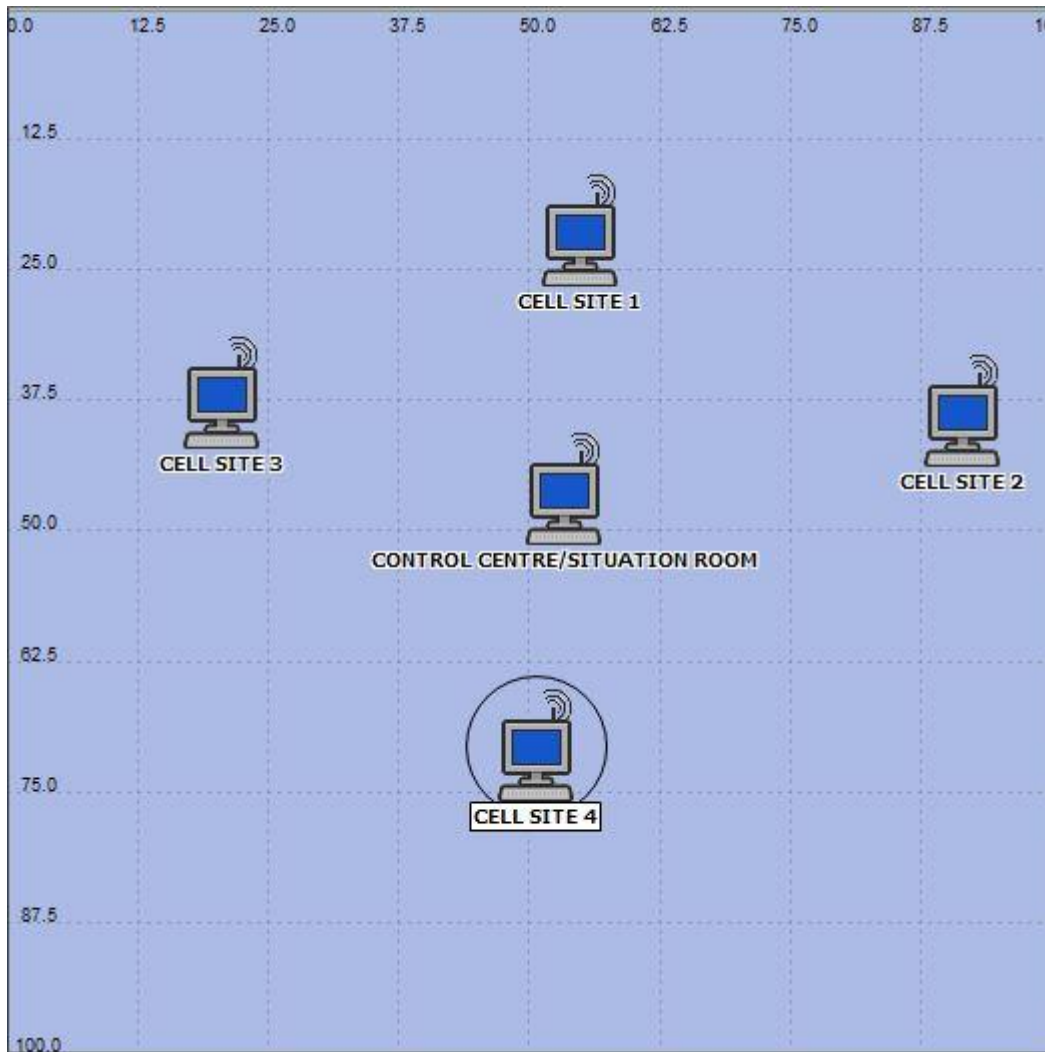 0.0 12.5 25.0 37.5 50.0 62.5 75.0 87.5 10
12.5
25.0
CELL SITE 1
37.5
CELL SITE 3
CELL SITE 2
50.0
CONTROL CENTRE/SITUATION ROOM
62.5
75.0
CELL SITE 4
87.5
100.0